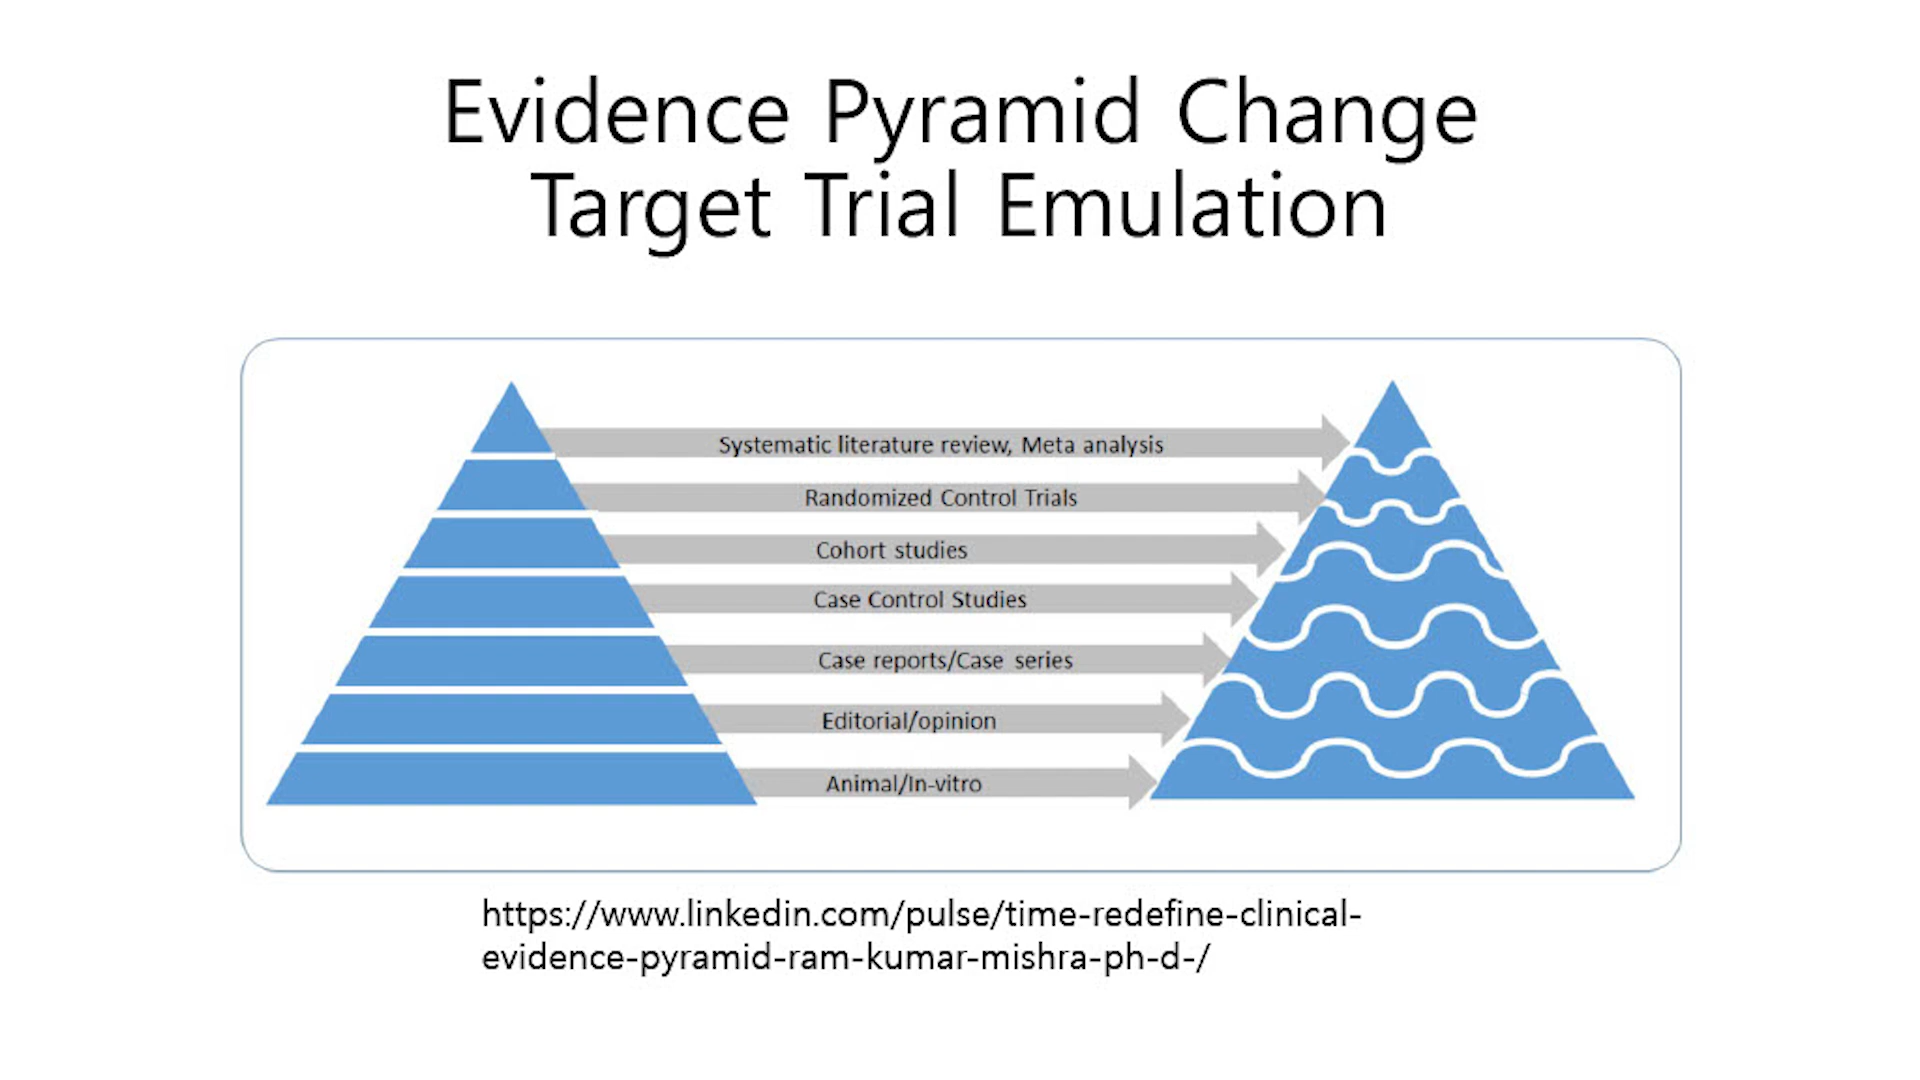 Evidence Pyramid Change
Target Trial Emulation
Systematic literature review, Meta analysis
Randomized Control Trials
Cohort studies
Case Control Studies
Case reports/Case series
Editorial/opinion
Animal/In-vitro
https://www.linkedin.com/pulse/time-redefine-clinical-
evidence-pyramid-ram-kumar-mishra-ph-d-/